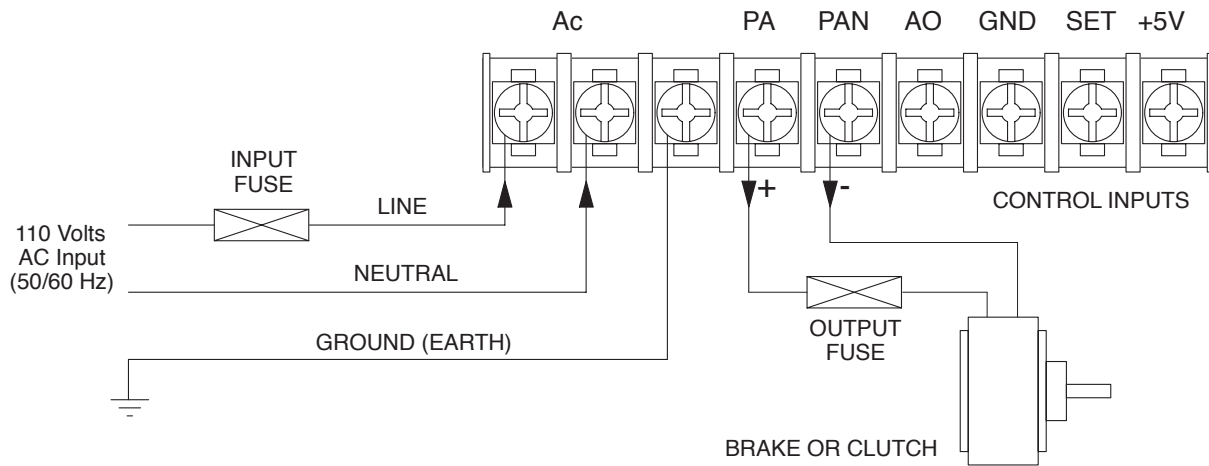 Ac PA PAN AO GND SET +5V
INPUT
FUSE
LINE
+ -
CONTROL INPUTS
110 Volts
AC Input
(50/60 Hz)
NEUTRAL
OUTPUT
FUSE
GROUND (EARTH)
BRAKE OR CLUTCH